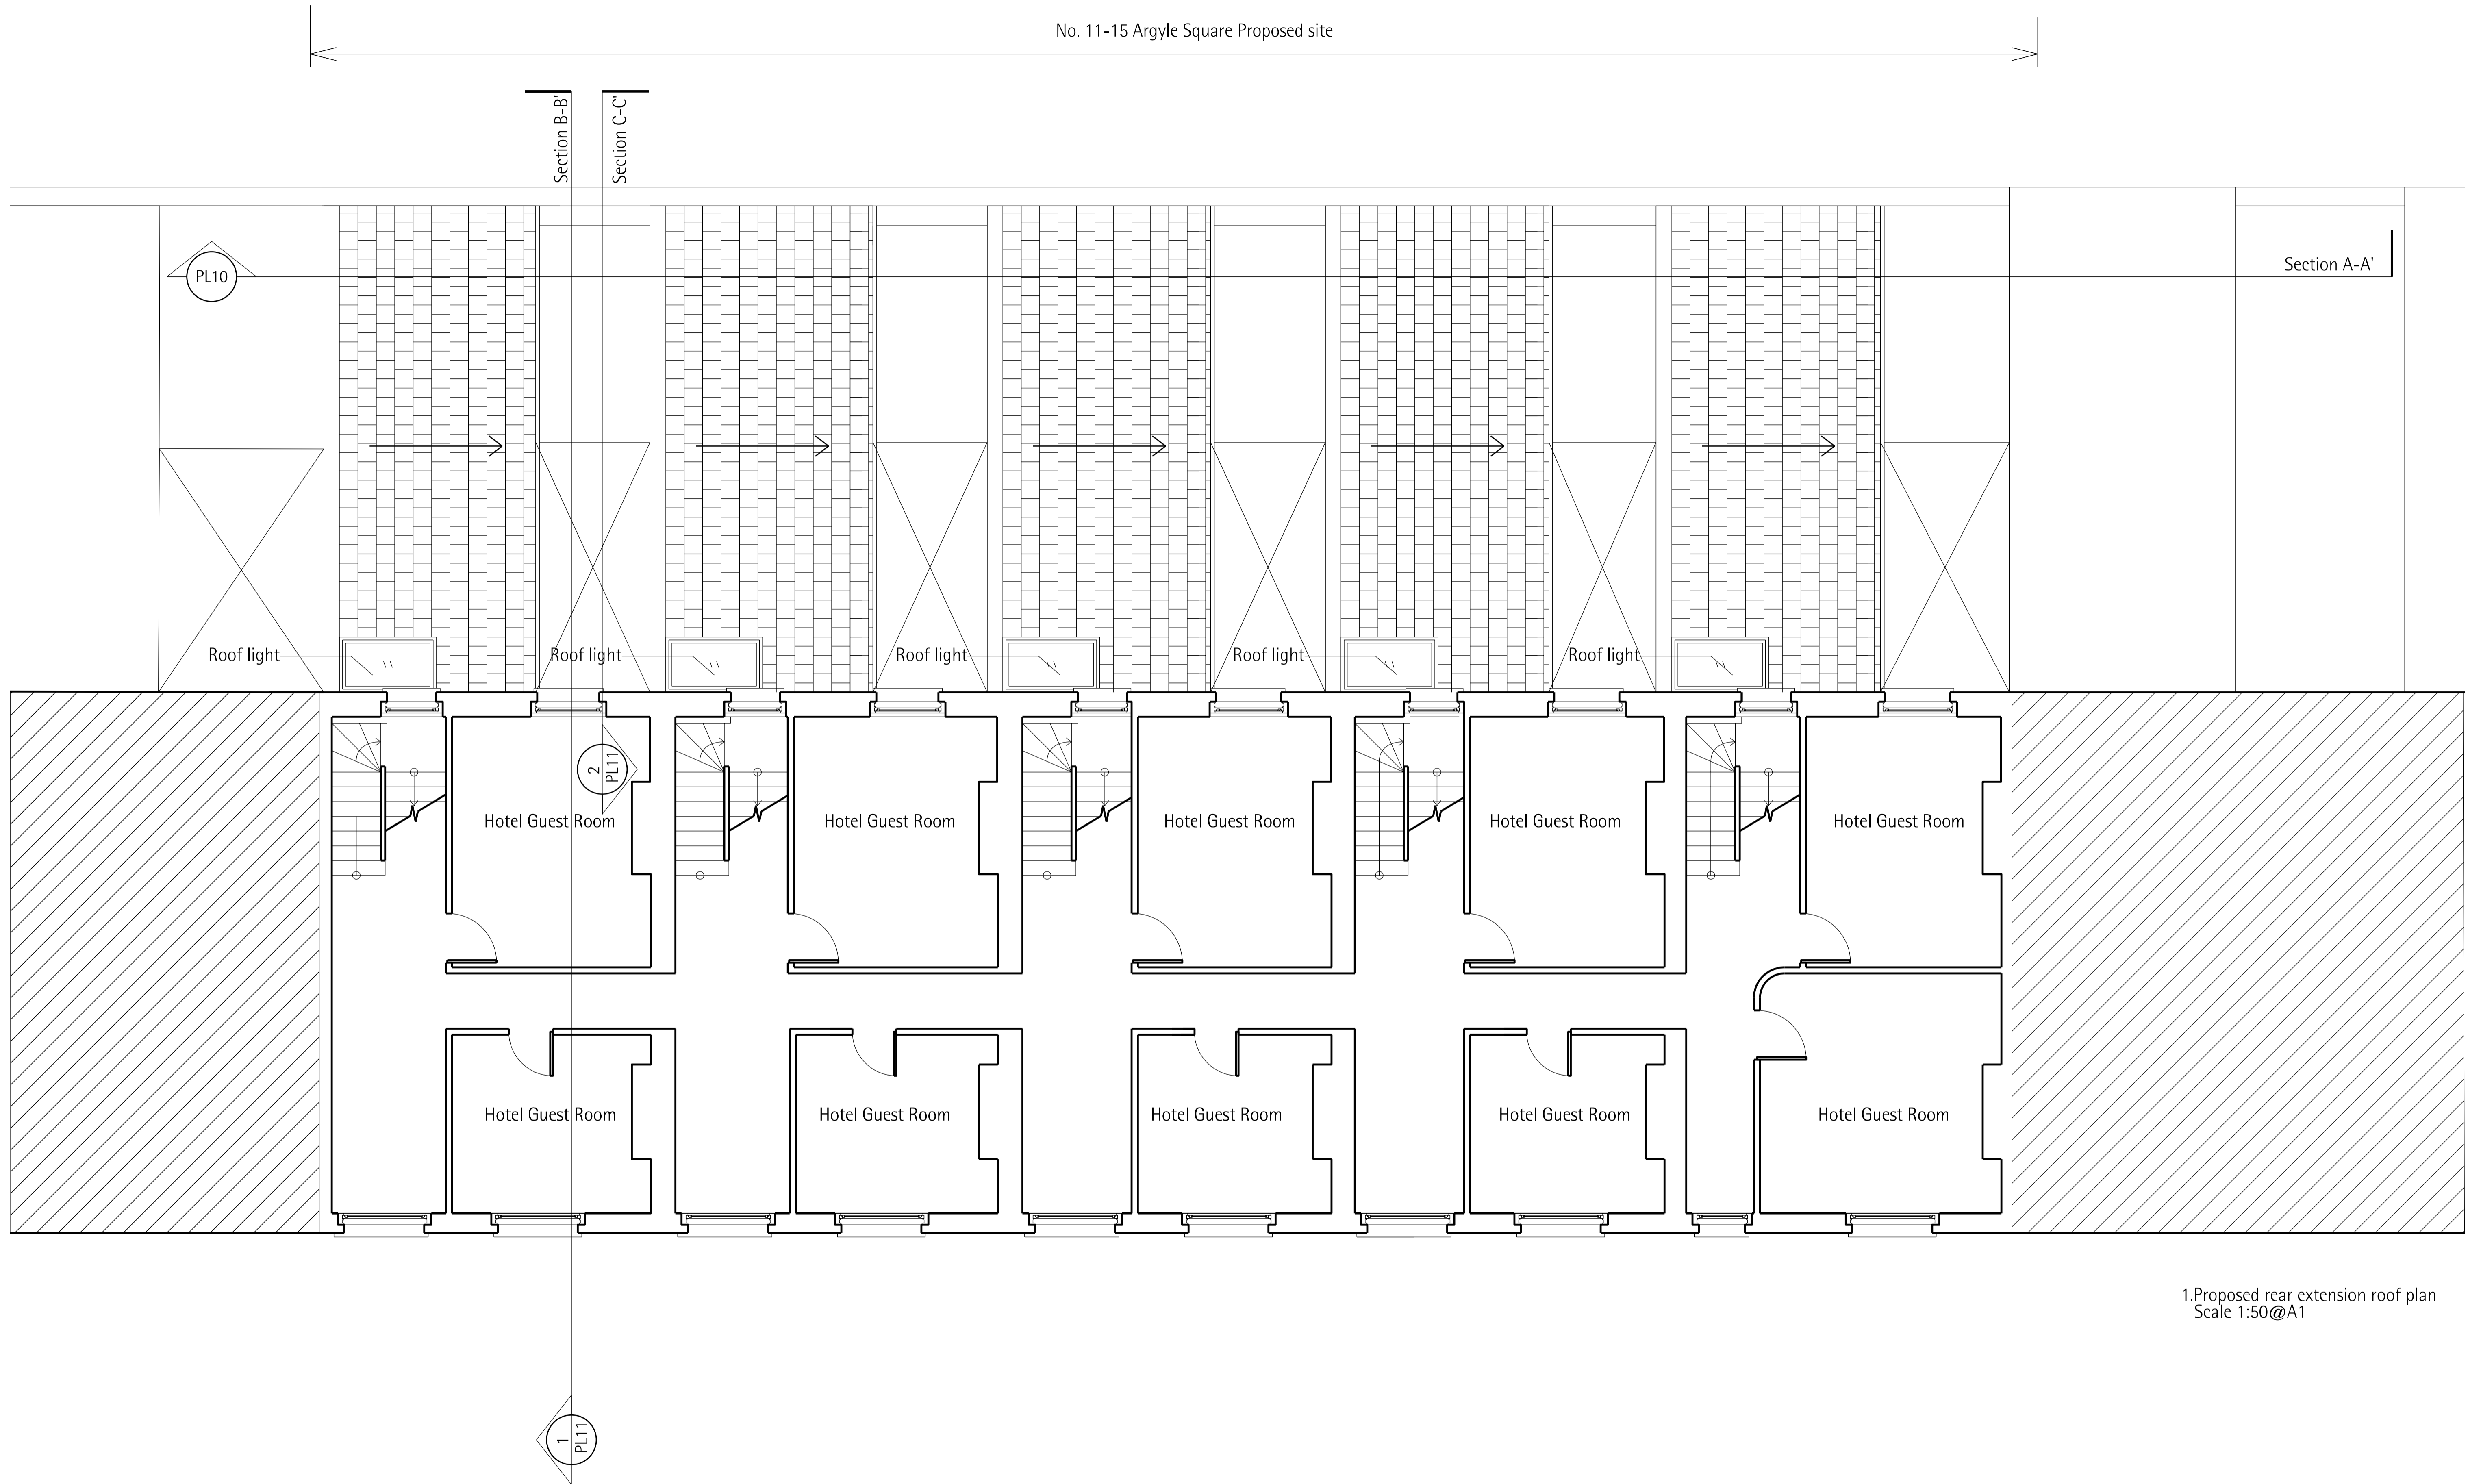 No. 11-15 Argyle Square Proposed site
Section B-B'
Section C-C'
PL10
Section A-A'
Roof light
Roof light
Roof light
Roof light
Roof light
2
PL11
Hotel Guest Room
Hotel Guest Room
Hotel Guest Room
Hotel Guest Room
Hotel Guest Room
Hotel Guest Room
Hotel Guest Room
Hotel Guest Room
Hotel Guest Room
Hotel Guest Room
1.Proposed rear extension roof plan
Scale 1:50@A1
1
PL11